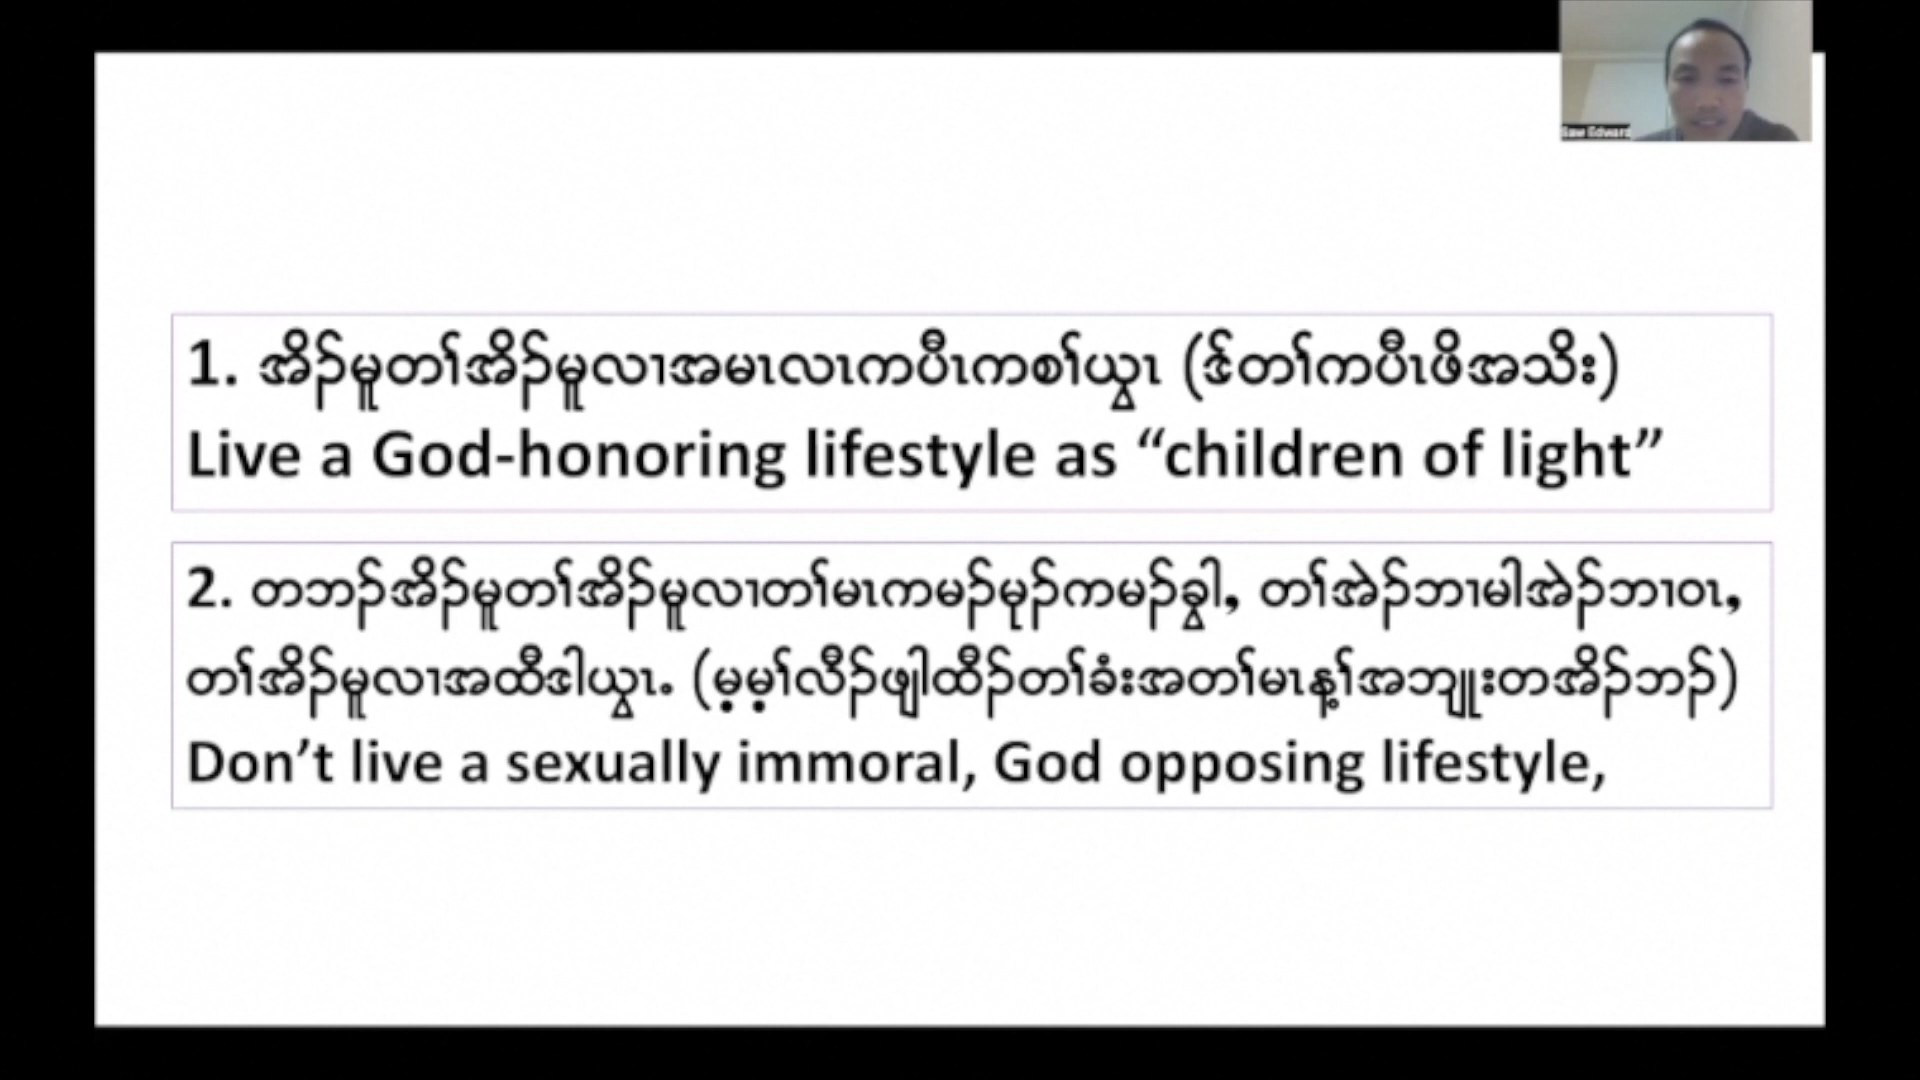 Saw Edward
1. အိၣ်မူတၢ်အိၣ်မူလၢအမၤလၤကပီၤကစၢ်ယွၤ (ဒ်တၢ်ကပီၤဖိအသိး)
Live a God-honoring lifestyle as “children of light”
2. တဘၣ်အိၣ်မူတၢ်အိၣ်မူလၢတၢ်မၤကမၣ်မုၣ်ကမၣ်ခွါ, တၢ်အဲၣ်ဘၢမါအဲၣ်ဘၢဝၤ,
တၢ်အိၣ်မူလၢအထီဒါယွၤ. (မ့မ့ၢ်လီၣ်ဖျါထီၣ်တၢ်ခံးအတၢ်မၤန့ၢ်အဘျုးတအိၣ်ဘၣ်)
Don’t live a sexually immoral, God opposing lifestyle,